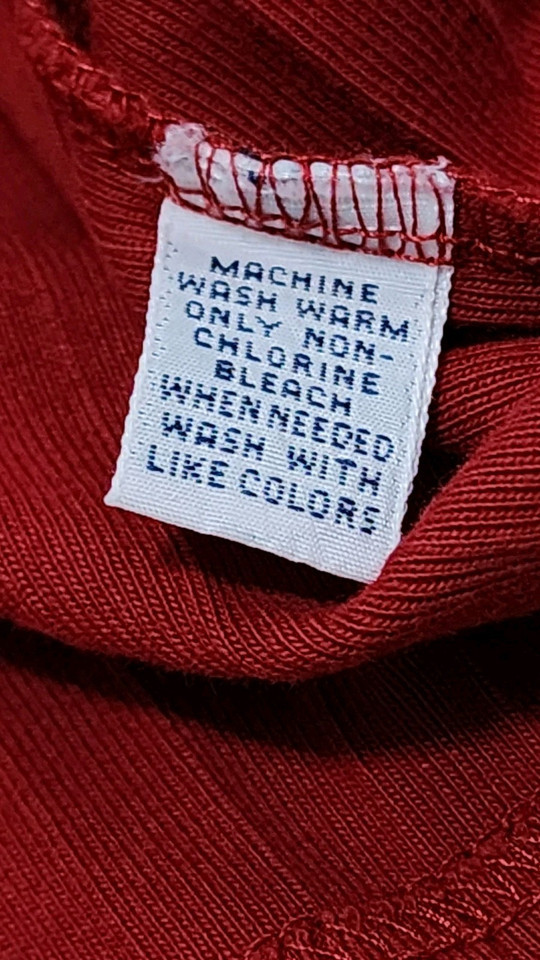 MACHINE
WASH WARM
ONLY NON-
CHLORINE
BLEACH
WHEN NEEDED
WASH WITH
LIKE COLORS